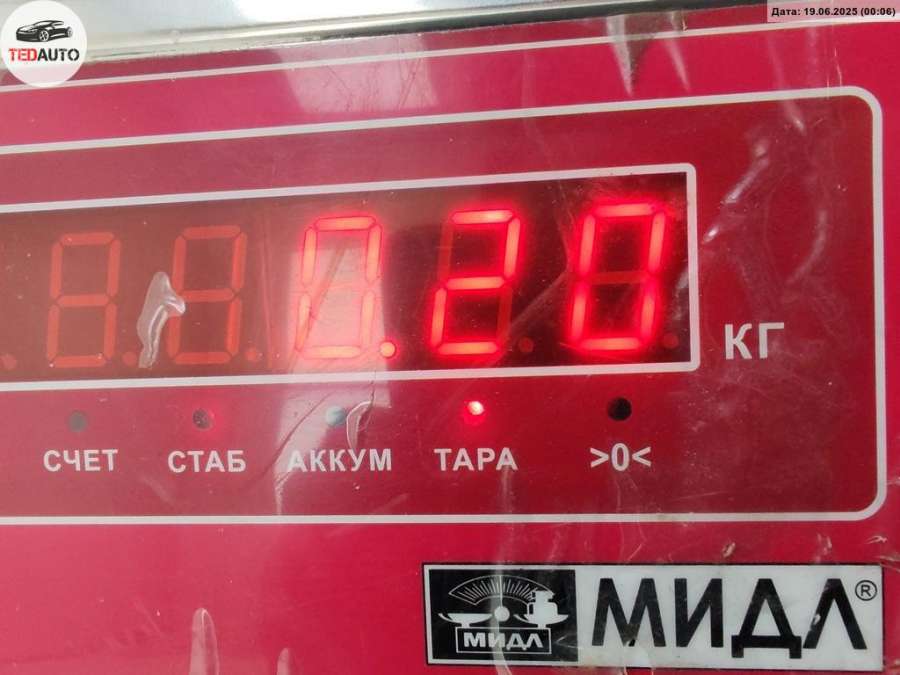 Дата: 19.06.2025 (00:06)
TEDAUTO
0.20
КГ
СЧЕТ СТАБ АККУМ ТАРА >0<
МИДЛ МИДЛ®